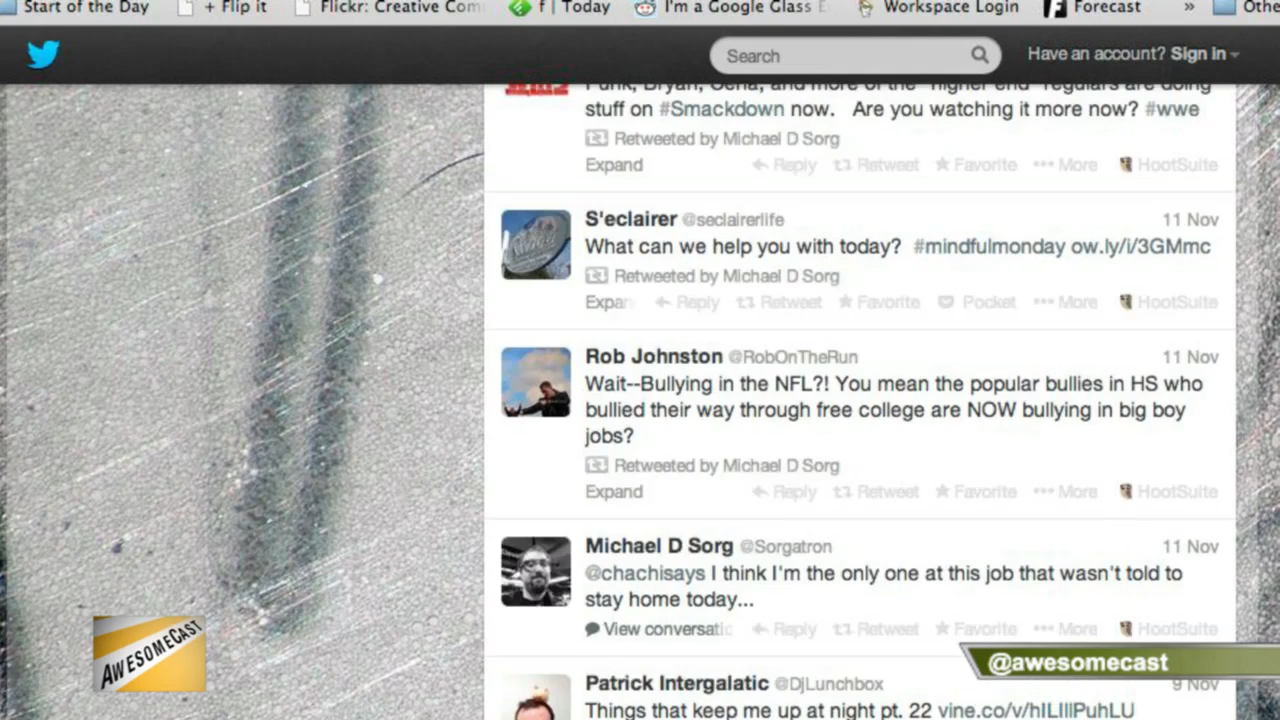 Start of the Day + Flip it Flickr: Creative Com f | Today I'm a Google Glass E Workspace Login Forecast » Othe
Search Have an account? Sign in
Punk, Bryan, Cena, and more of the "higher end" regulars are doing
stuff on #Smackdown now. Are you watching it more now? #wwe
Retweeted by Michael D Sorg
Expand Reply Retweet Favorite More HootSuite
S'eclairer @seclairerlife 11 Nov
What can we help you with today? #mindfulmonday ow.ly/i/3GMmc
Retweeted by Michael D Sorg
Expan Reply Retweet Favorite Pocket More HootSuite
Rob Johnston @RobOnTheRun 11 Nov
Wait--Bullying in the NFL?! You mean the popular bullies in HS who
bullied their way through free college are NOW bullying in big boy
jobs?
Retweeted by Michael D Sorg
Expand Reply Retweet Favorite More HootSuite
Michael D Sorg @Sorgatron 11 Nov
@chachisays I think I'm the only one at this job that wasn't told to
stay home today...
View conversatic Reply Retweet Favorite More HootSuite
AwesomeCast
@awesomecast
Patrick Intergalatic @DjLunchbox 9 Nov
Things that keep me up at night pt. 22